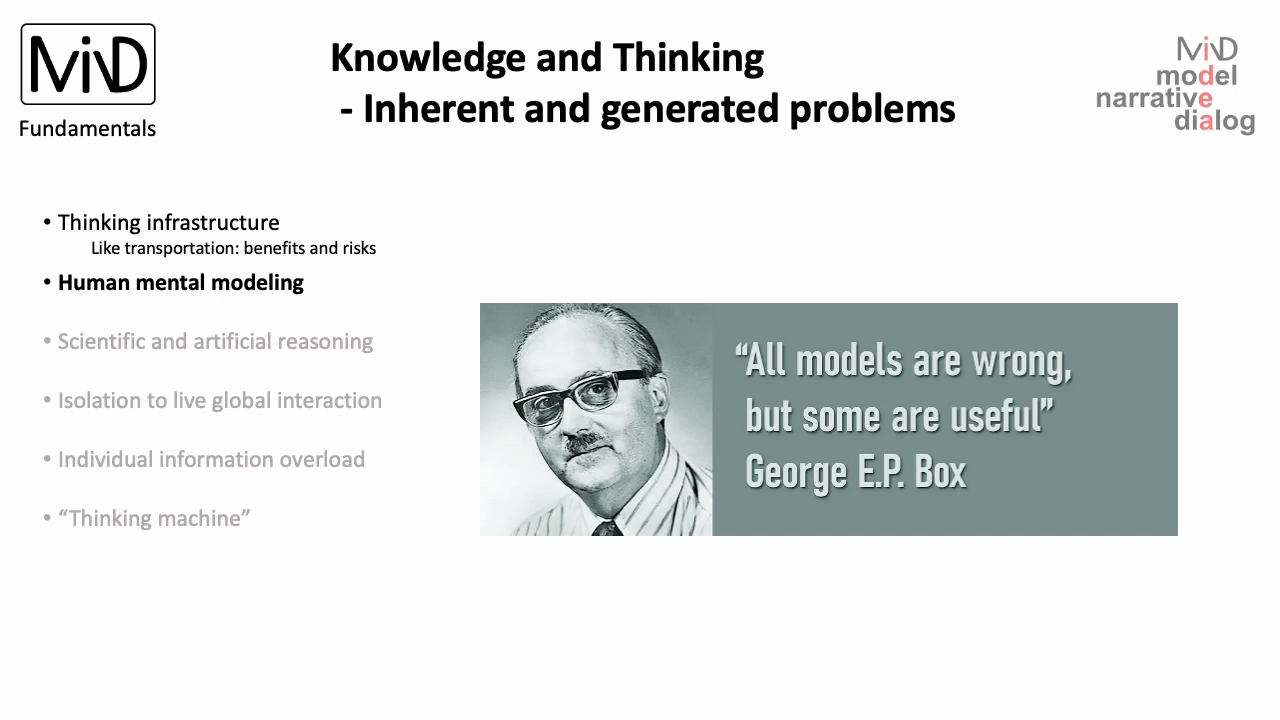 MiND
Fundamentals
Knowledge and Thinking
- Inherent and generated problems
MiND
model
narrative
dialog
• Thinking infrastructure
Like transportation: benefits and risks
• Human mental modeling
• Scientific and artificial reasoning
• Isolation to live global interaction
• Individual information overload
• “Thinking machine”
“All models are wrong,
but some are useful”
George E.P. Box